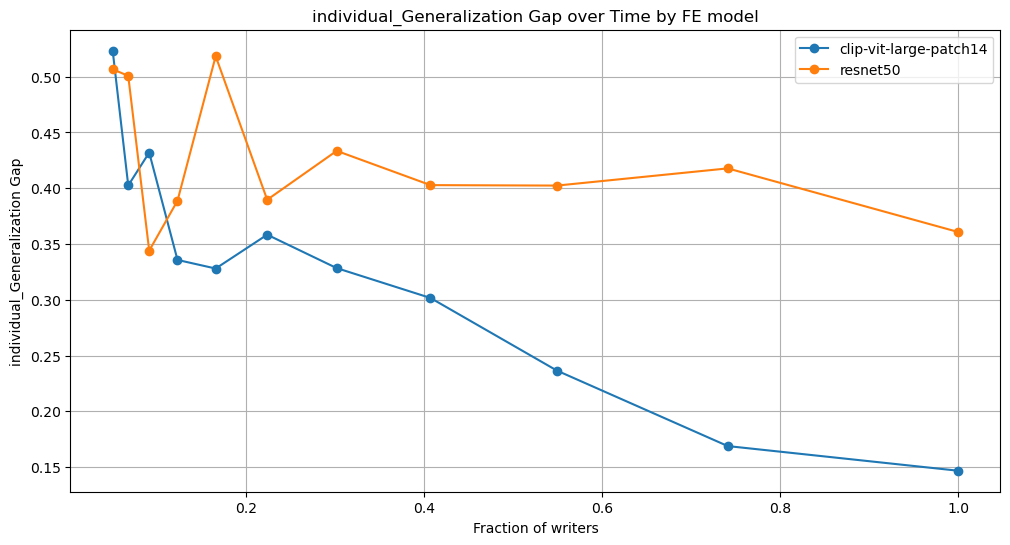 individual_Generalization Gap over Time by FE model
clip-vit-large-patch14
resnet50
individual_Generalization Gap
0.50
0.45
0.40
0.35
0.30
0.25
0.20
0.15
0.2 0.4 0.6 0.8 1.0
Fraction of writers